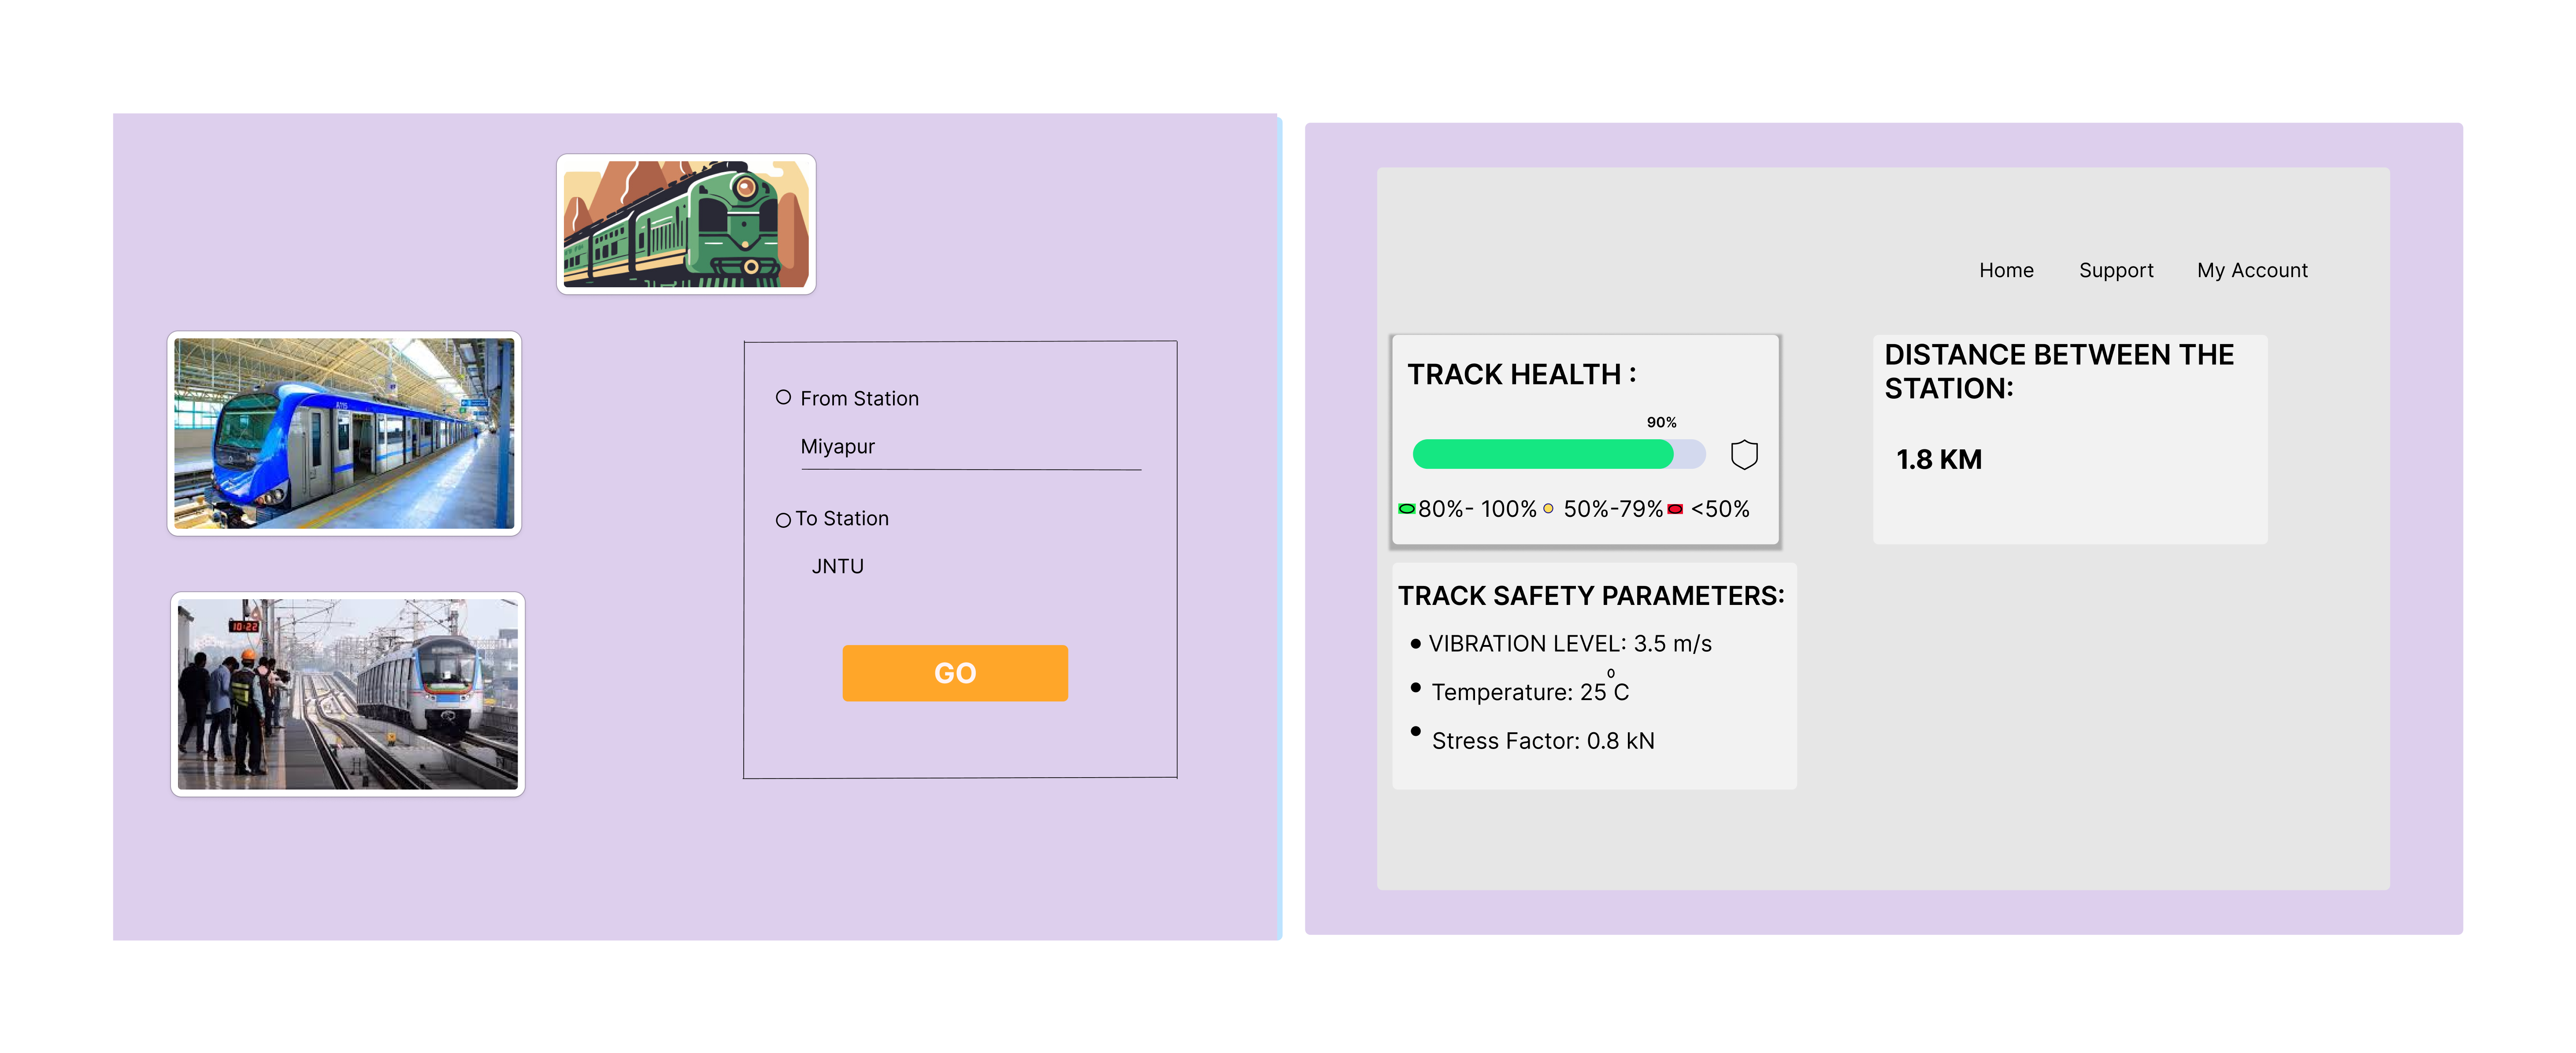 10:22
From Station
Miyapur
To Station
JNTU
GO
Home Support My Account
TRACK HEALTH :
90%
80%- 100% 50%-79% <50%
DISTANCE BETWEEN THE
STATION:
1.8 KM
TRACK SAFETY PARAMETERS:
VIBRATION LEVEL: 3.5 m/s
Temperature: 25°C
Stress Factor: 0.8 kN